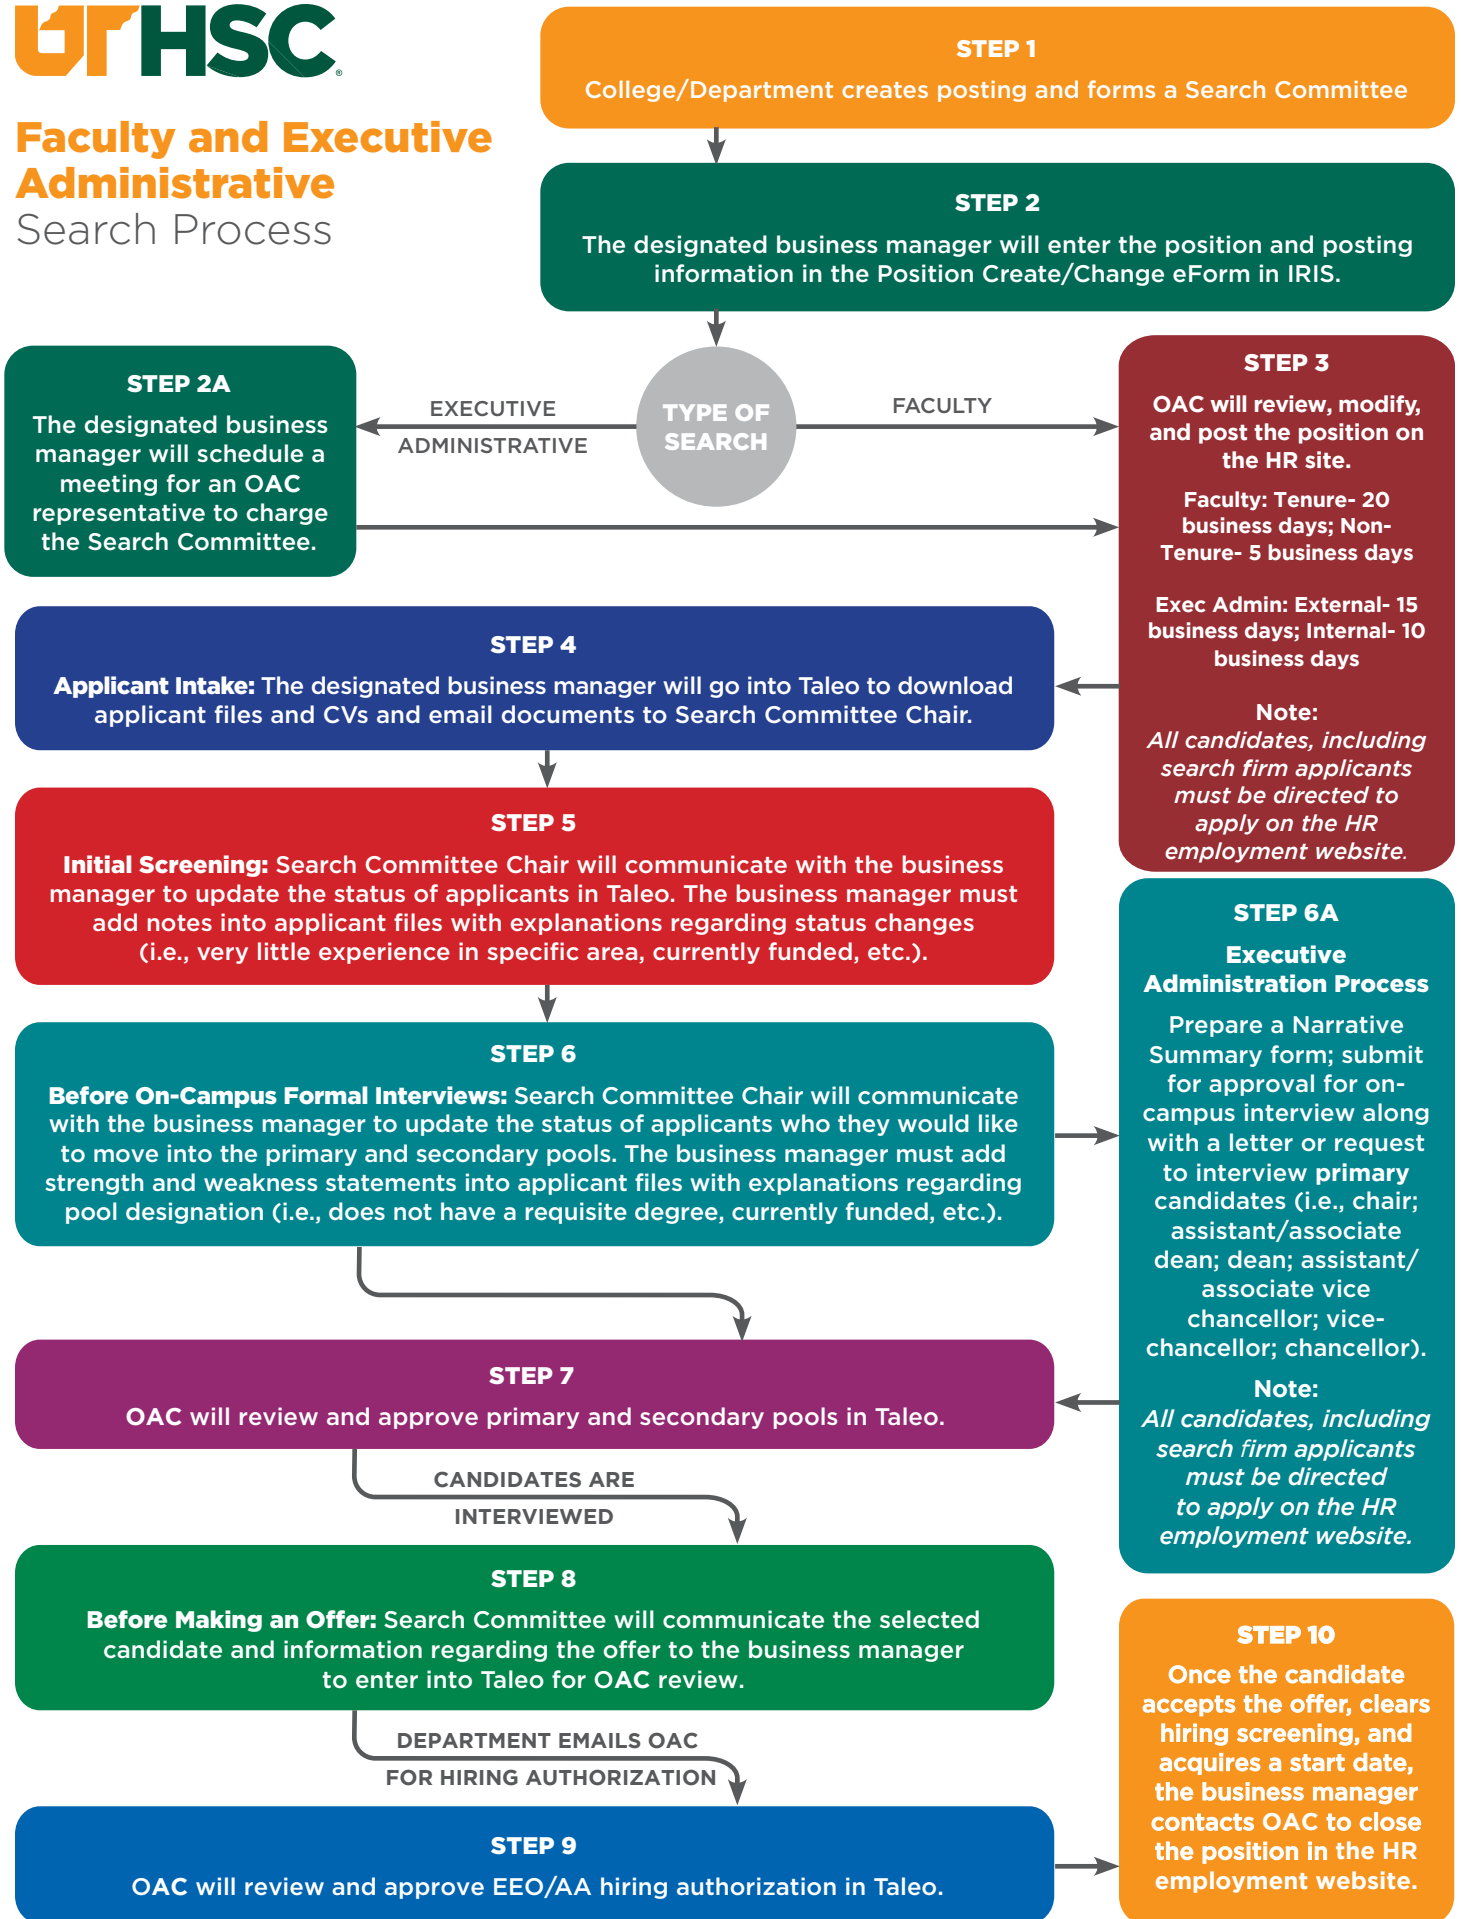 UTHSC®
Faculty and Executive
Administrative
Search Process
STEP 1
College/Department creates posting and forms a Search Committee
STEP 2
The designated business manager will enter the position and posting
information in the Position Create/Change eForm in IRIS.
TYPE OF
SEARCH
EXECUTIVE
ADMINISTRATIVE
FACULTY
STEP 2A
The designated business
manager will schedule a
meeting for an OAC
representative to charge
the Search Committee.
STEP 3
OAC will review, modify,
and post the position on
the HR site.
Faculty: Tenure- 20
business days; Non-
Tenure- 5 business days
Exec Admin: External- 15
business days; Internal- 10
business days
Note:
All candidates, including
search firm applicants
must be directed to
apply on the HR
employment website.
STEP 4
Applicant Intake: The designated business manager will go into Taleo to download
applicant files and CVs and email documents to Search Committee Chair.
STEP 5
Initial Screening: Search Committee Chair will communicate with the business
manager to update the status of applicants in Taleo. The business manager must
add notes into applicant files with explanations regarding status changes
(i.e., very little experience in specific area, currently funded, etc.).
STEP 6
Before On-Campus Formal Interviews: Search Committee Chair will communicate
with the business manager to update the status of applicants who they would like
to move into the primary and secondary pools. The business manager must add
strength and weakness statements into applicant files with explanations regarding
pool designation (i.e., does not have a requisite degree, currently funded, etc.).
STEP 6A
Executive
Administration Process
Prepare a Narrative
Summary form; submit
for approval for on-
campus interview along
with a letter or request
to interview primary
candidates (i.e., chair;
assistant/associate
dean; dean; assistant/
associate vice
chancellor; vice-
chancellor; chancellor).
Note:
All candidates, including
search firm applicants
must be directed
to apply on the HR
employment website.
STEP 7
OAC will review and approve primary and secondary pools in Taleo.
CANDIDATES ARE
INTERVIEWED
STEP 8
Before Making an Offer: Search Committee will communicate the selected
candidate and information regarding the offer to the business manager
to enter into Taleo for OAC review.
DEPARTMENT EMAILS OAC
FOR HIRING AUTHORIZATION
STEP 9
OAC will review and approve EEO/AA hiring authorization in Taleo.
STEP 10
Once the candidate
accepts the offer, clears
hiring screening, and
acquires a start date,
the business manager
contacts OAC to close
the position in the HR
employment website.